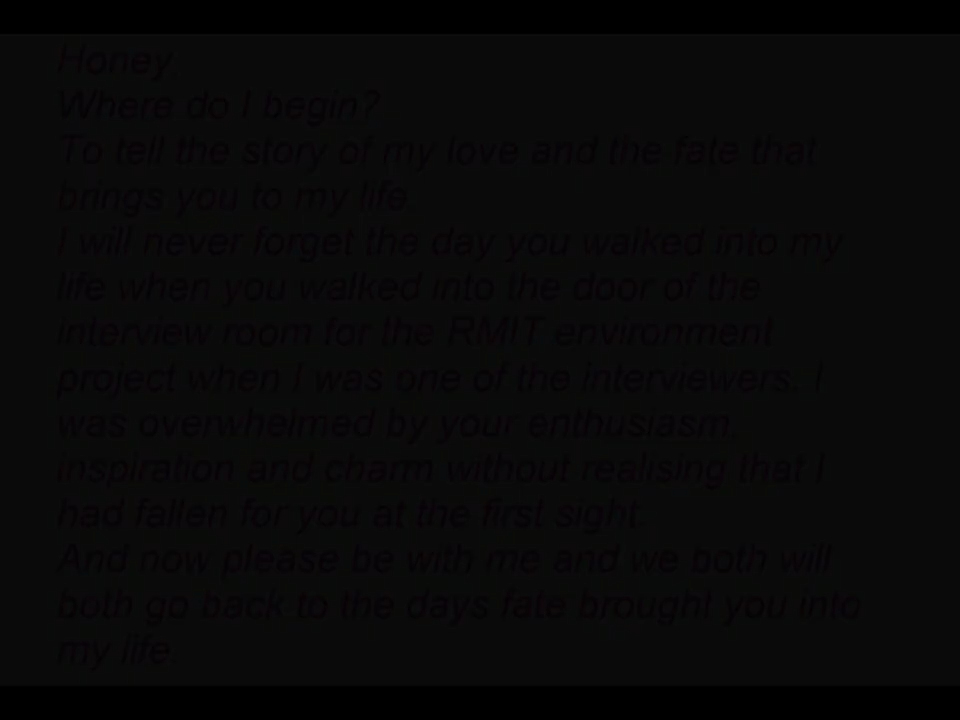 Honey,
Where do I begin?
To tell the story of my love and the fate that
brings you to my life.
I will never forget the day you walked into my
life when you walked into the door of the
interview room for the RMIT environment
project when I was one of the interviewers. I
was overwhelmed by your enthusiasm,
inspiration and charm without realising that I
had fallen for you at the first sight.
And now please be with me and we both will
both go back to the days fate brought you into
my life.